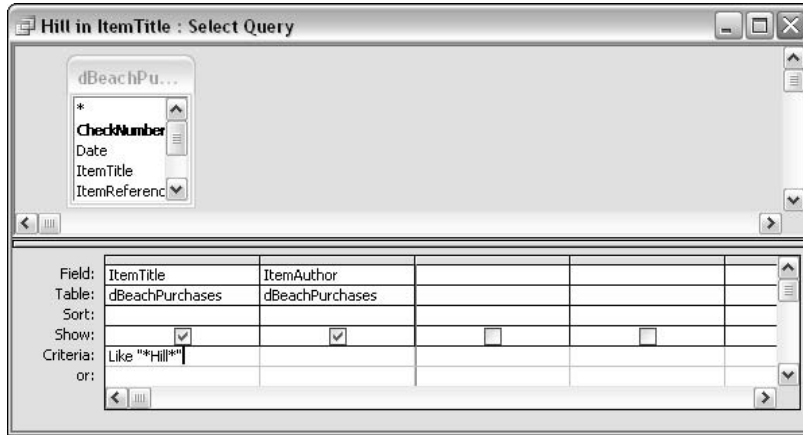 Hill in ItemTitle : Select Query
dBeachPu...
*
CheckNumber
Date
ItemTitle
ItemReferenc
Field: ItemTitle ItemAuthor
Table: dBeachPurchases dBeachPurchases
Sort:
Show:
Criteria: Like "*Hill*"
or: